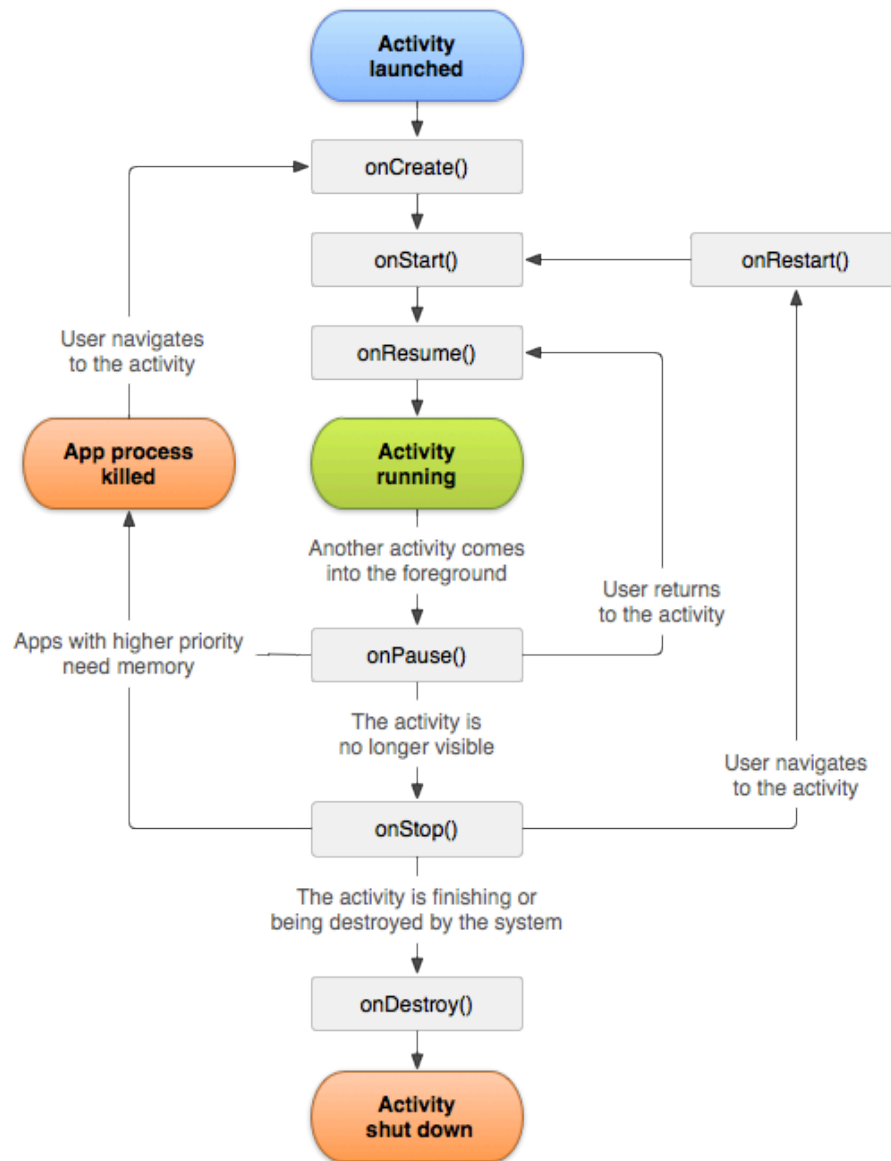 Activity
launched
onCreate()
onStart()
onRestart()
User navigates
to the activity
onResume()
App process
killed
Activity
running
Another activity comes
into the foreground
User returns
to the activity
Apps with higher priority
need memory
onPause()
The activity is
no longer visible
User navigates
to the activity
onStop()
The activity is finishing or
being destroyed by the system
onDestroy()
Activity
shut down